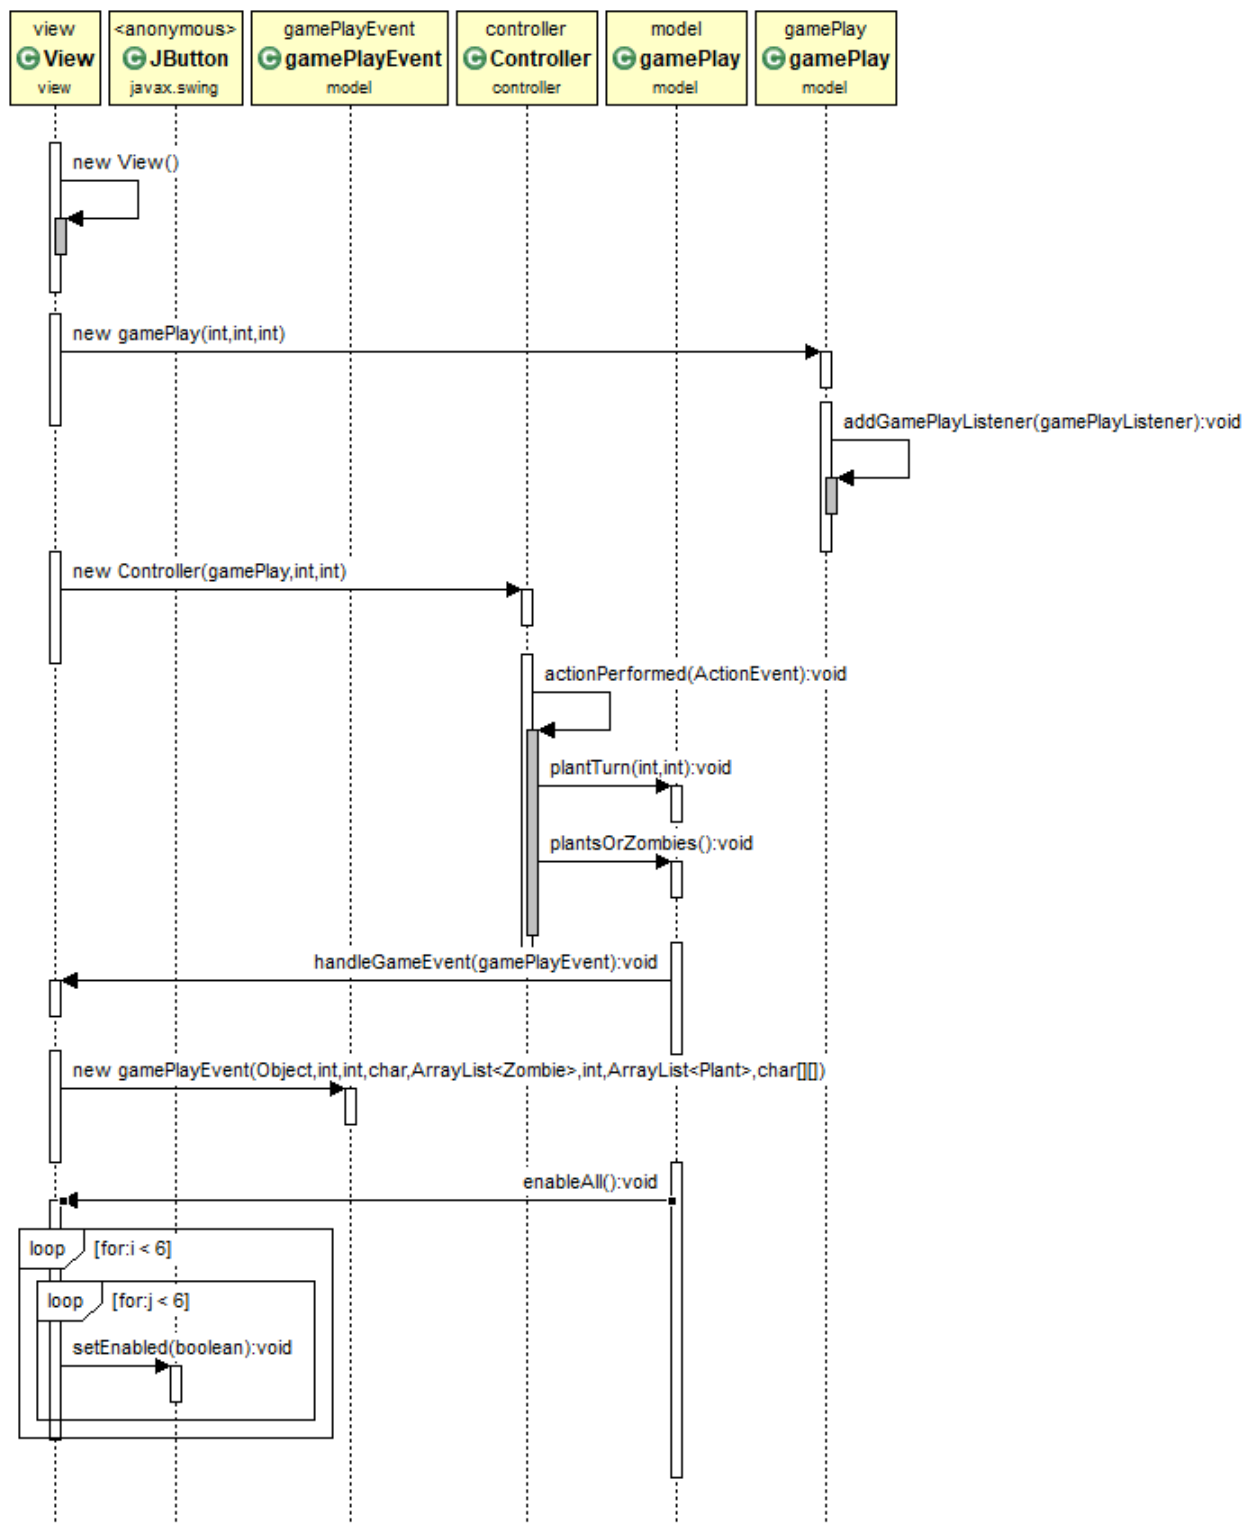 view
<anonymous>
gamePlayEvent
controller
model
gamePlay
C View
C JButton
C gamePlayEvent
C Controller
C gamePlay
C gamePlay
view
javax.swing
model
controller
model
model
new View()
new gamePlay(int,int,int)
addGamePlayListener(gamePlayListener):void
new Controller(gamePlay,int,int)
actionPerformed(ActionEvent):void
plantTurn(int,int):void
plantsOrZombies():void
handleGameEvent(gamePlayEvent):void
new gamePlayEvent(Object,int,int,char,ArrayList<Zombie>,int,ArrayList<Plant>,char[][])
enableAll():void
loop [for:i < 6]
loop [for:j < 6]
setEnabled(boolean):void